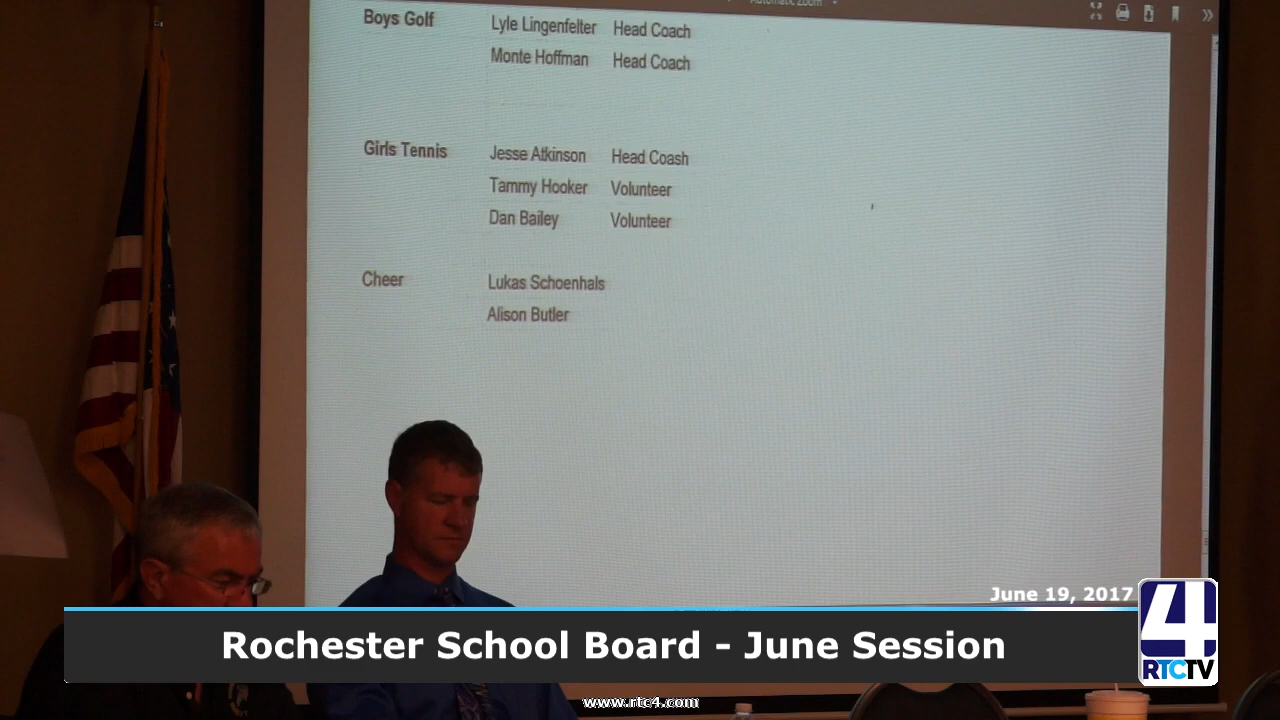 Automatic Zoom
Boys Golf Lyle Lingenfelter Head Coach
Monte Hoffman Head Coach
Girls Tennis Jesse Atkinson Head Coash
Tammy Hooker Volunteer
Dan Bailey Volunteer
Cheer Lukas Schoenhals
Alison Butler
June 19, 2017
4
RTCTV
Rochester School Board - June Session
www.rtc4.com